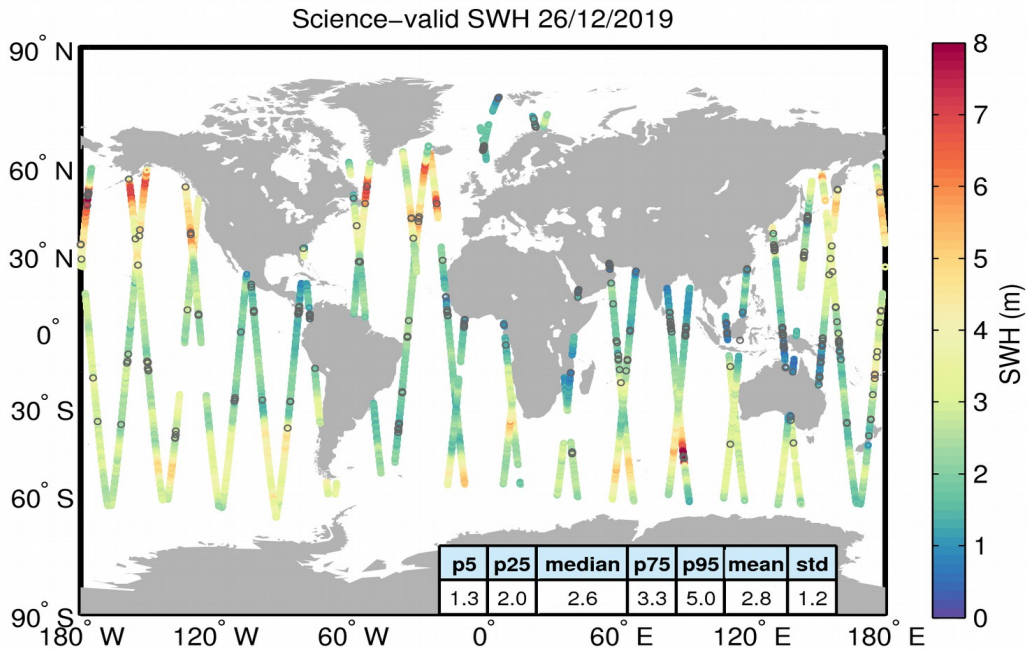 Science−valid SWH 26/12/2019
90° N
60° N
30° N
0°
30° S
60° S
90° S
180° W
120° W
60° W
0°
60° E
120° E
180° E
p5 p25 median p75 p95 mean std
1.3 2.0 2.6 3.3 5.0 2.8 1.2
8
7
6
5
4
3
2
1
0
SWH (m)